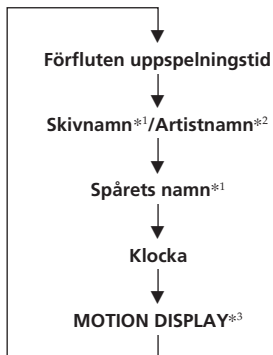 Förfluten uppspelningstid
Skivnamn*1/Artistnamn*2
Spårets namn*1
Klocka
MOTION DISPLAY*3